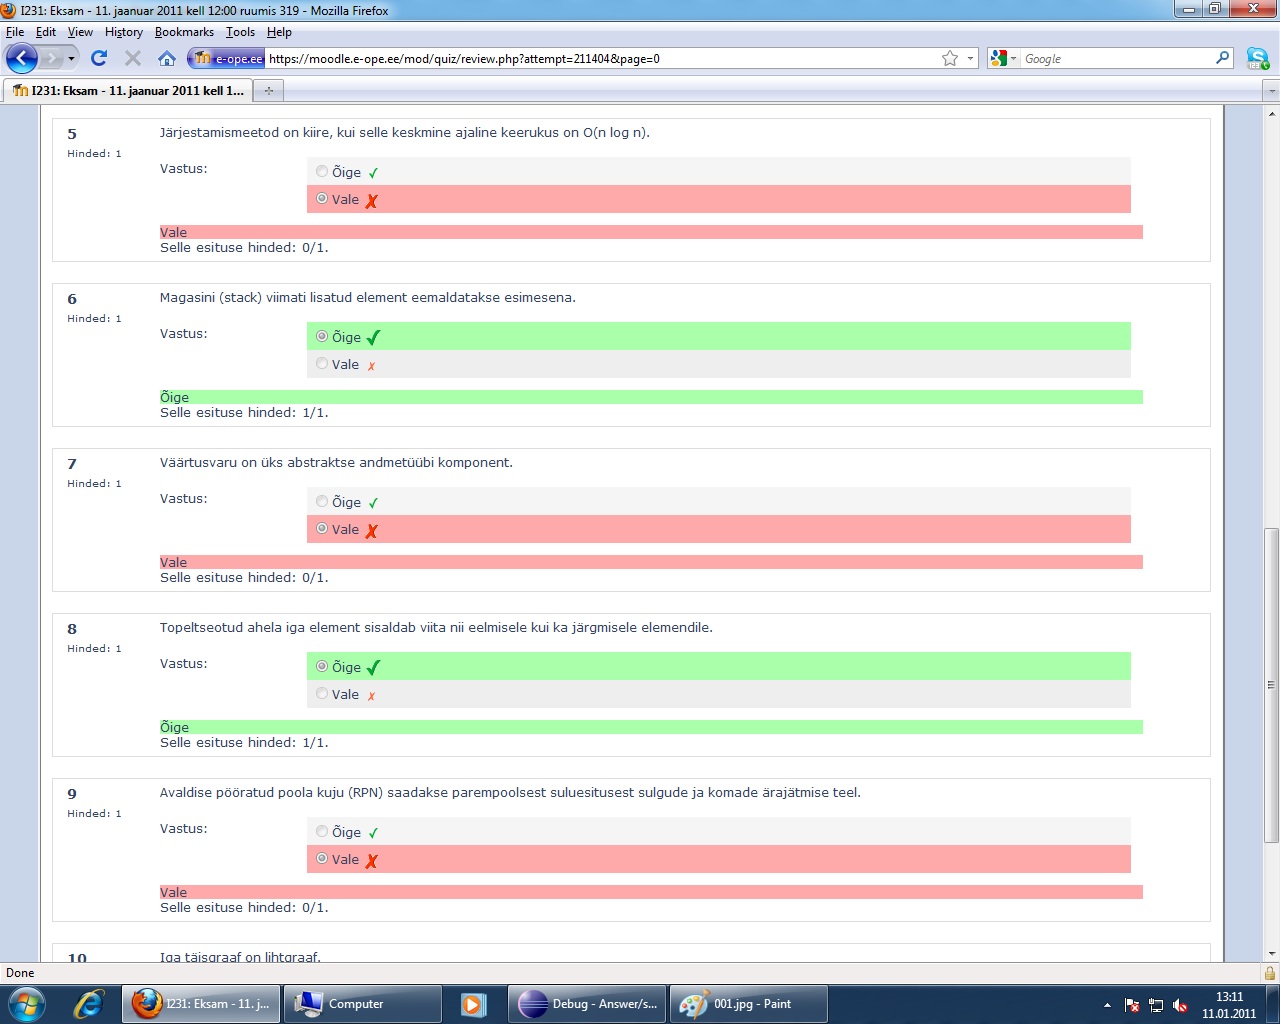 I231: Eksam - 11. jaanuar 2011 kell 12:00 ruumis 319 - Mozilla Firefox
File Edit View History Bookmarks Tools Help
e-ope.ee https://moodle.e-ope.ee/mod/quiz/review.php?attempt=211404&page=0 Google
I231: Eksam - 11. jaanuar 2011 kell 1...
5 Järjestamismeetod on kiire, kui selle keskmine ajaline keerukus on O(n log n).
Hinded: 1
Vastus: Õige
Vale
Vale
Selle esituse hinded: 0/1.
6 Magasini (stack) viimati lisatud element eemaldatakse esimesena.
Hinded: 1
Vastus: Õige
Vale
Õige
Selle esituse hinded: 1/1.
7 Väärtusvaru on üks abstraktse andmetüübi komponent.
Hinded: 1
Vastus: Õige
Vale
Vale
Selle esituse hinded: 0/1.
8 Topeltseotud ahela iga element sisaldab viita nii eelmisele kui ka järgmisele elemendile.
Hinded: 1
Vastus: Õige
Vale
Õige
Selle esituse hinded: 1/1.
9 Avaldise pööratud poola kuju (RPN) saadakse parempoolsest suluesitusest sulgude ja komade ärajätmise teel.
Hinded: 1
Vastus: Õige
Vale
Vale
Selle esituse hinded: 0/1.
10 Iga täisgraaf on lihtgraaf.
Done
I231: Eksam - 11. j... Computer Debug - Answer/s... 001.jpg - Paint 13:11
11.01.2011